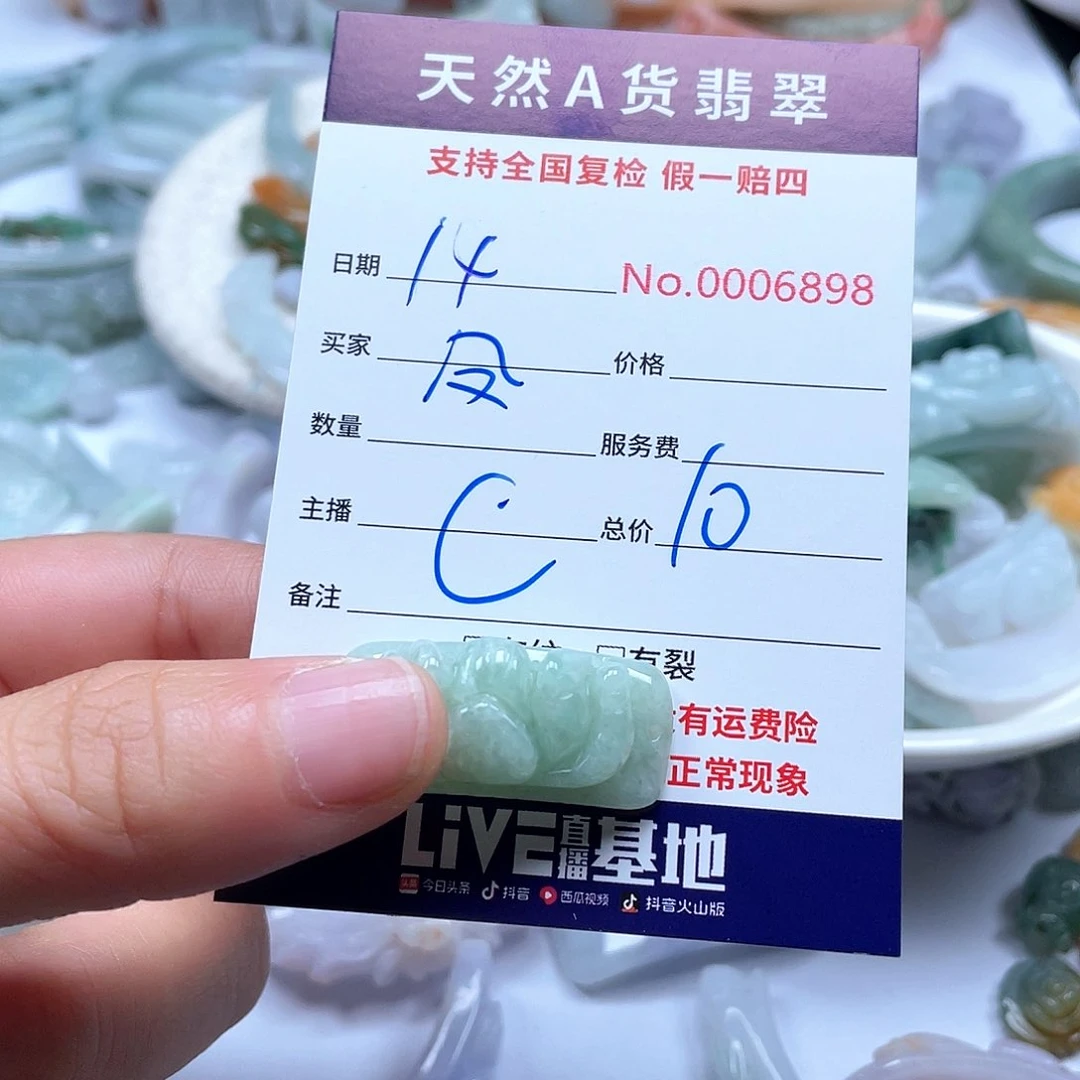 天然A货翡翠
支持全国复检 假一赔四
日期 14 No.0006898
买家 价格
数量 服务费
主播 C 总价 10
备注
有裂
有运费险
正常现象
LiVE直播基地
头条 今日头条 抖音 西瓜视频 抖音火山版